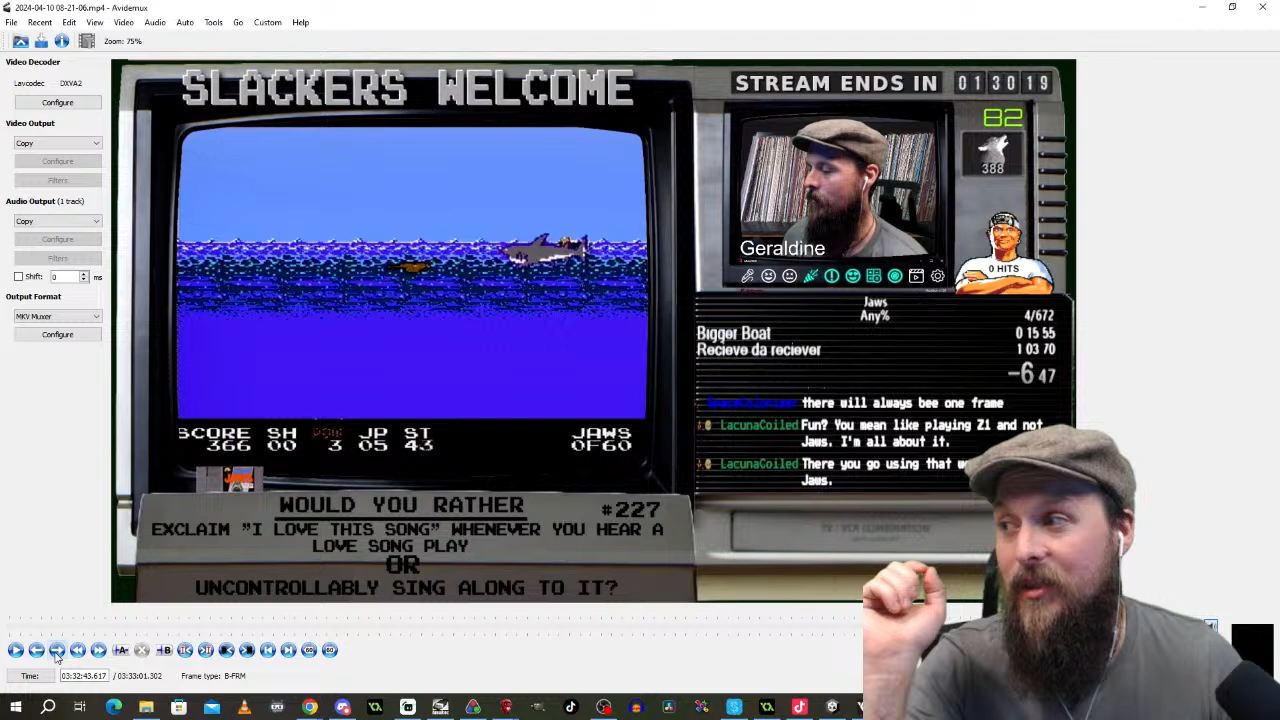 2024-04-10 08-21-06.mp4 - Avidemux
File Recent Edit View Video Audio Auto Tools Go Custom Help
Zoom: 75%
Video Decoder
Lavcodec DXVA2
Configure
Video Output
Copy
Configure
Filters
Audio Output (1 track)
Copy
Configure
Filters
Shift: 0 ms
Output Format
MKV Muxer
Configure
SLACKERS WELCOME
SCORE SH POW JP ST JAWS
366 00 3 05 43 0F60
JAWS
WOULD YOU RATHER #227
EXCLAIM "I LOVE THIS SONG" WHENEVER YOU HEAR A
LOVE SONG PLAY
OR
UNCONTROLLABLY SING ALONG TO IT?
STREAM ENDS IN 01 30 19
82
388
Geraldine
0 HITS
Jaws
Any% 4/672
Bigger Boat 0 15 55
Recieve da reciever 1 03 70
-6 47
there will always bee one frame
LacunaCoiled Fun? You mean like playing Z1 and not
Jaws. I'm all about it.
LacunaCoiled There you go using that
Jaws.
Time: 03:32:43.617 / 03:33:01.302 Frame type: B-FRM